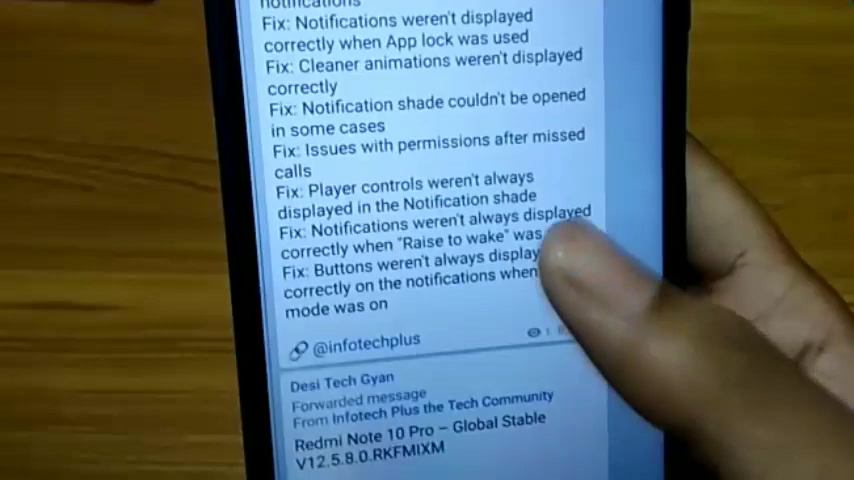 notifications
Fix: Notifications weren't displayed
correctly when App lock was used
Fix: Cleaner animations weren't displayed
correctly
Fix: Notification shade couldn't be opened
in some cases
Fix: Issues with permissions after missed
calls
Fix: Player controls weren't always
displayed in the Notification shade
Fix: Notifications weren't always displayed
correctly when "Raise to wake" was
Fix: Buttons weren't always display
correctly on the notifications when
mode was on
@infotechplus
Desi Tech Gyan
Forwarded message
From Infotech Plus the Tech Community
Redmi Note 10 Pro – Global Stable
V12.5.8.0.RKFMIXM